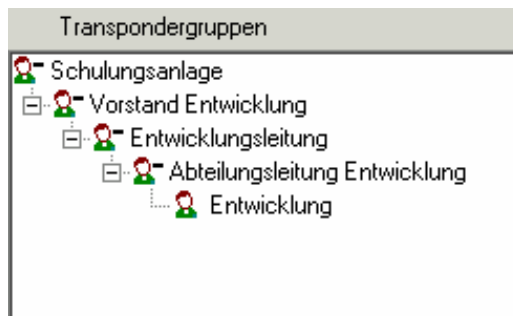 Transpondergruppen
Schulungsanlage
Vorstand Entwicklung
Entwicklungsleitung
Abteilungsleitung Entwicklung
Entwicklung